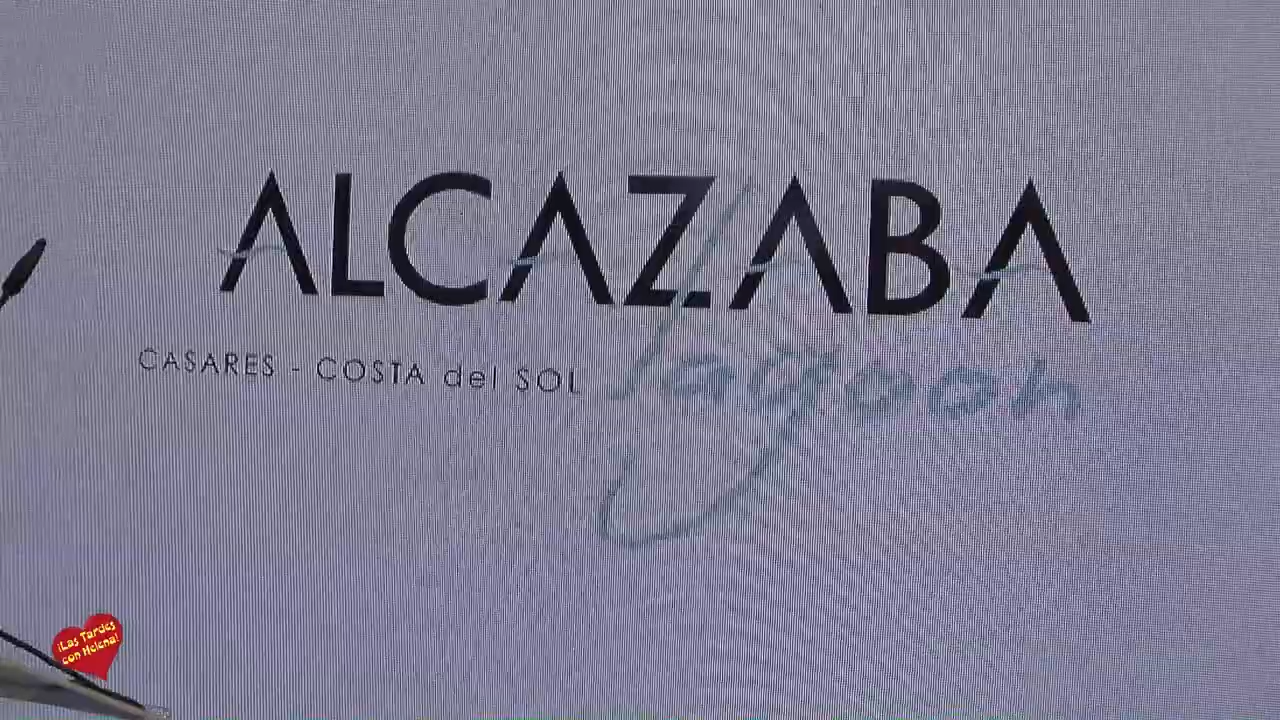 ALCAZABA
lagoon
CASARES - COSTA del SOL
¡Las Tardes
con Helena!